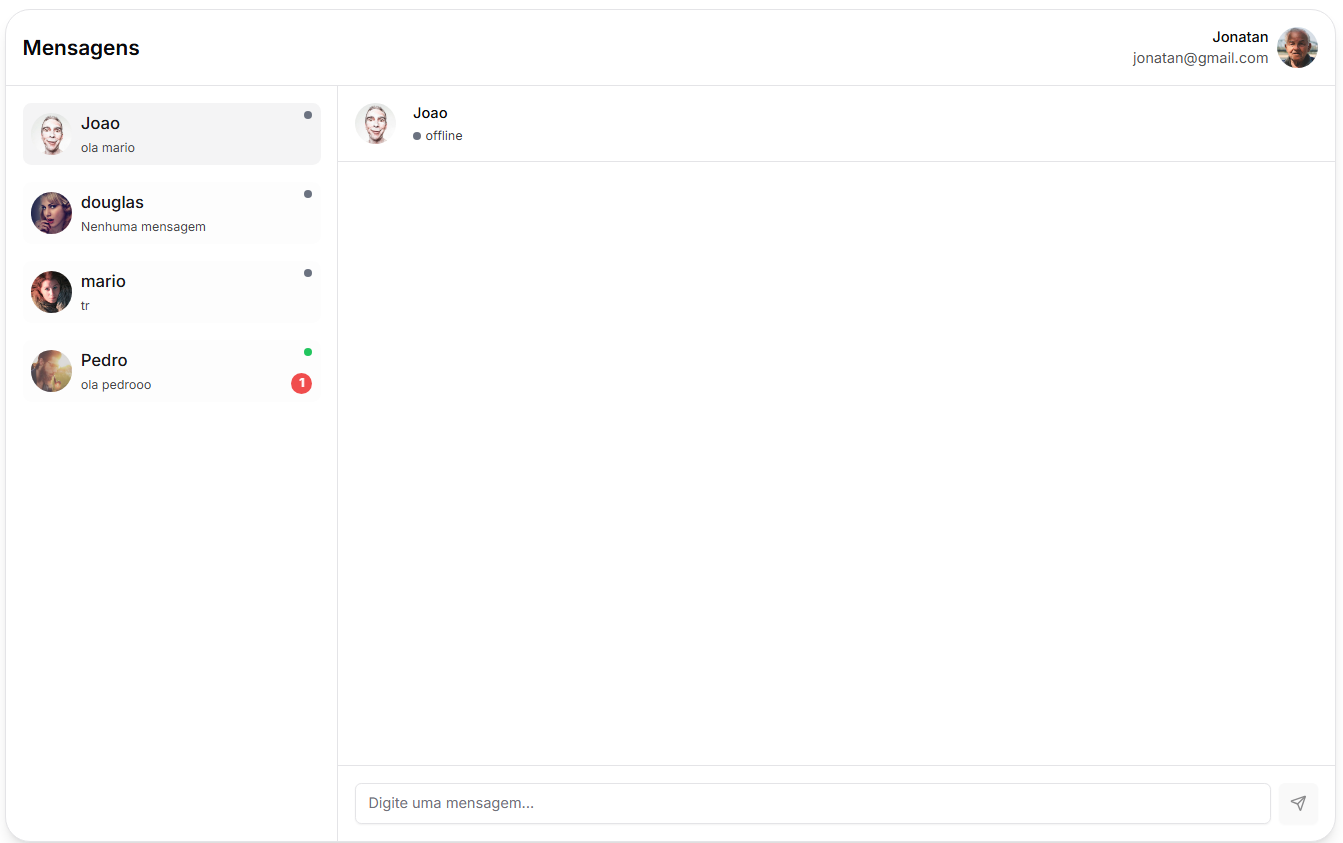 Mensagens
Jonatan
jonatan@gmail.com
Joao
ola mario
douglas
Nenhuma mensagem
mario
tr
Pedro
ola pedrooo
1
Joao
offline
Digite uma mensagem...